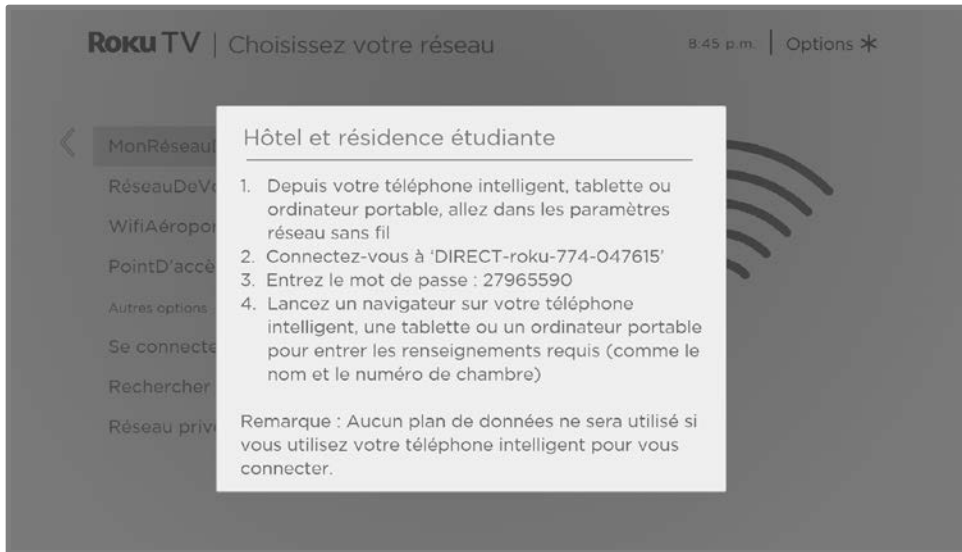 Roku TV | Choisissez votre réseau
8:45 p.m. | Options *
Hôtel et résidence étudiante
MonRéseau
RéseauDeV
WifiAéropor
PointD'accè
Autres options
Se connecte
Rechercher
Réseau priv
1. Depuis votre téléphone intelligent, tablette ou
ordinateur portable, allez dans les paramètres
réseau sans fil
2. Connectez-vous à 'DIRECT-roku-774-047615'
3. Entrez le mot de passe : 27965590
4. Lancez un navigateur sur votre téléphone
intelligent, une tablette ou un ordinateur portable
pour entrer les renseignements requis (comme le
nom et le numéro de chambre)
Remarque : Aucun plan de données ne sera utilisé si
vous utilisez votre téléphone intelligent pour vous
connecter.